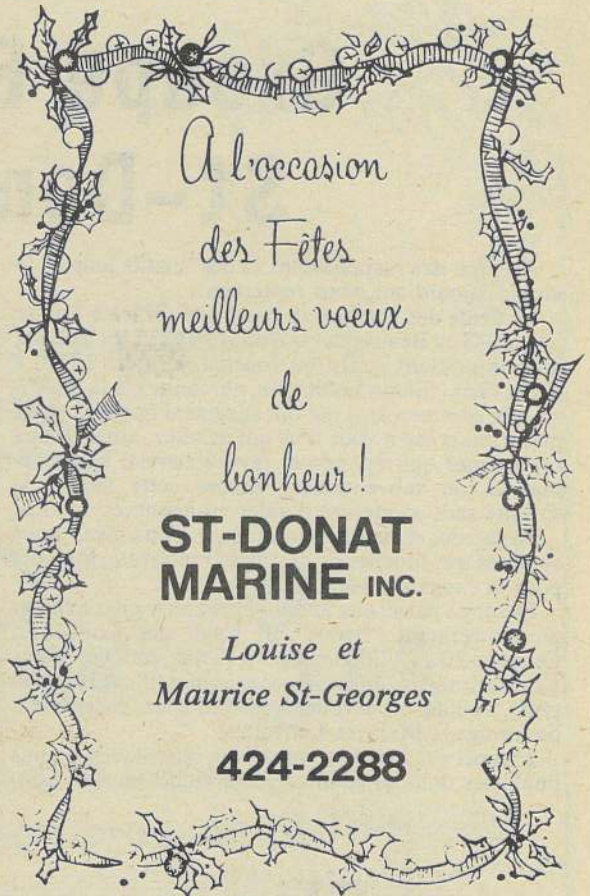 A l'occasion
des Fêtes
meilleurs voeux
de
bonheur!
ST-DONAT
MARINE INC.
Louise et
Maurice St-Georges
424-2288